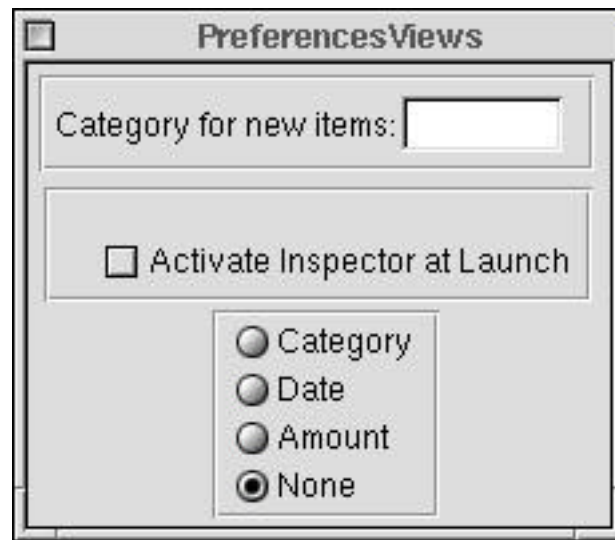 PreferencesViews
Category for new items:
Activate Inspector at Launch
Category
Date
Amount
None